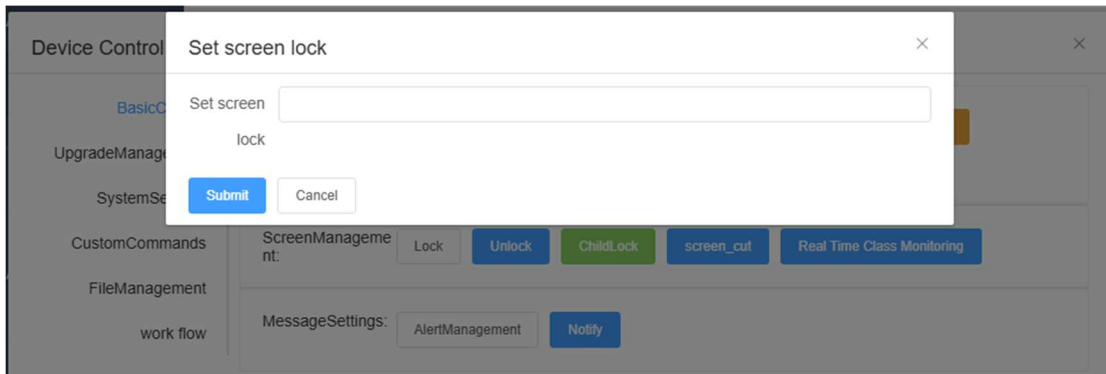 Device Control
Set screen lock
BasicC
Set screen
lock
UpgradeManage
SystemSe
Submit
Cancel
CustomCommands
ScreenManageme
nt:
Lock
Unlock
ChildLock
screen_cut
Real Time Class Monitoring
FileManagement
MessageSettings:
AlertManagement
Notify
work flow